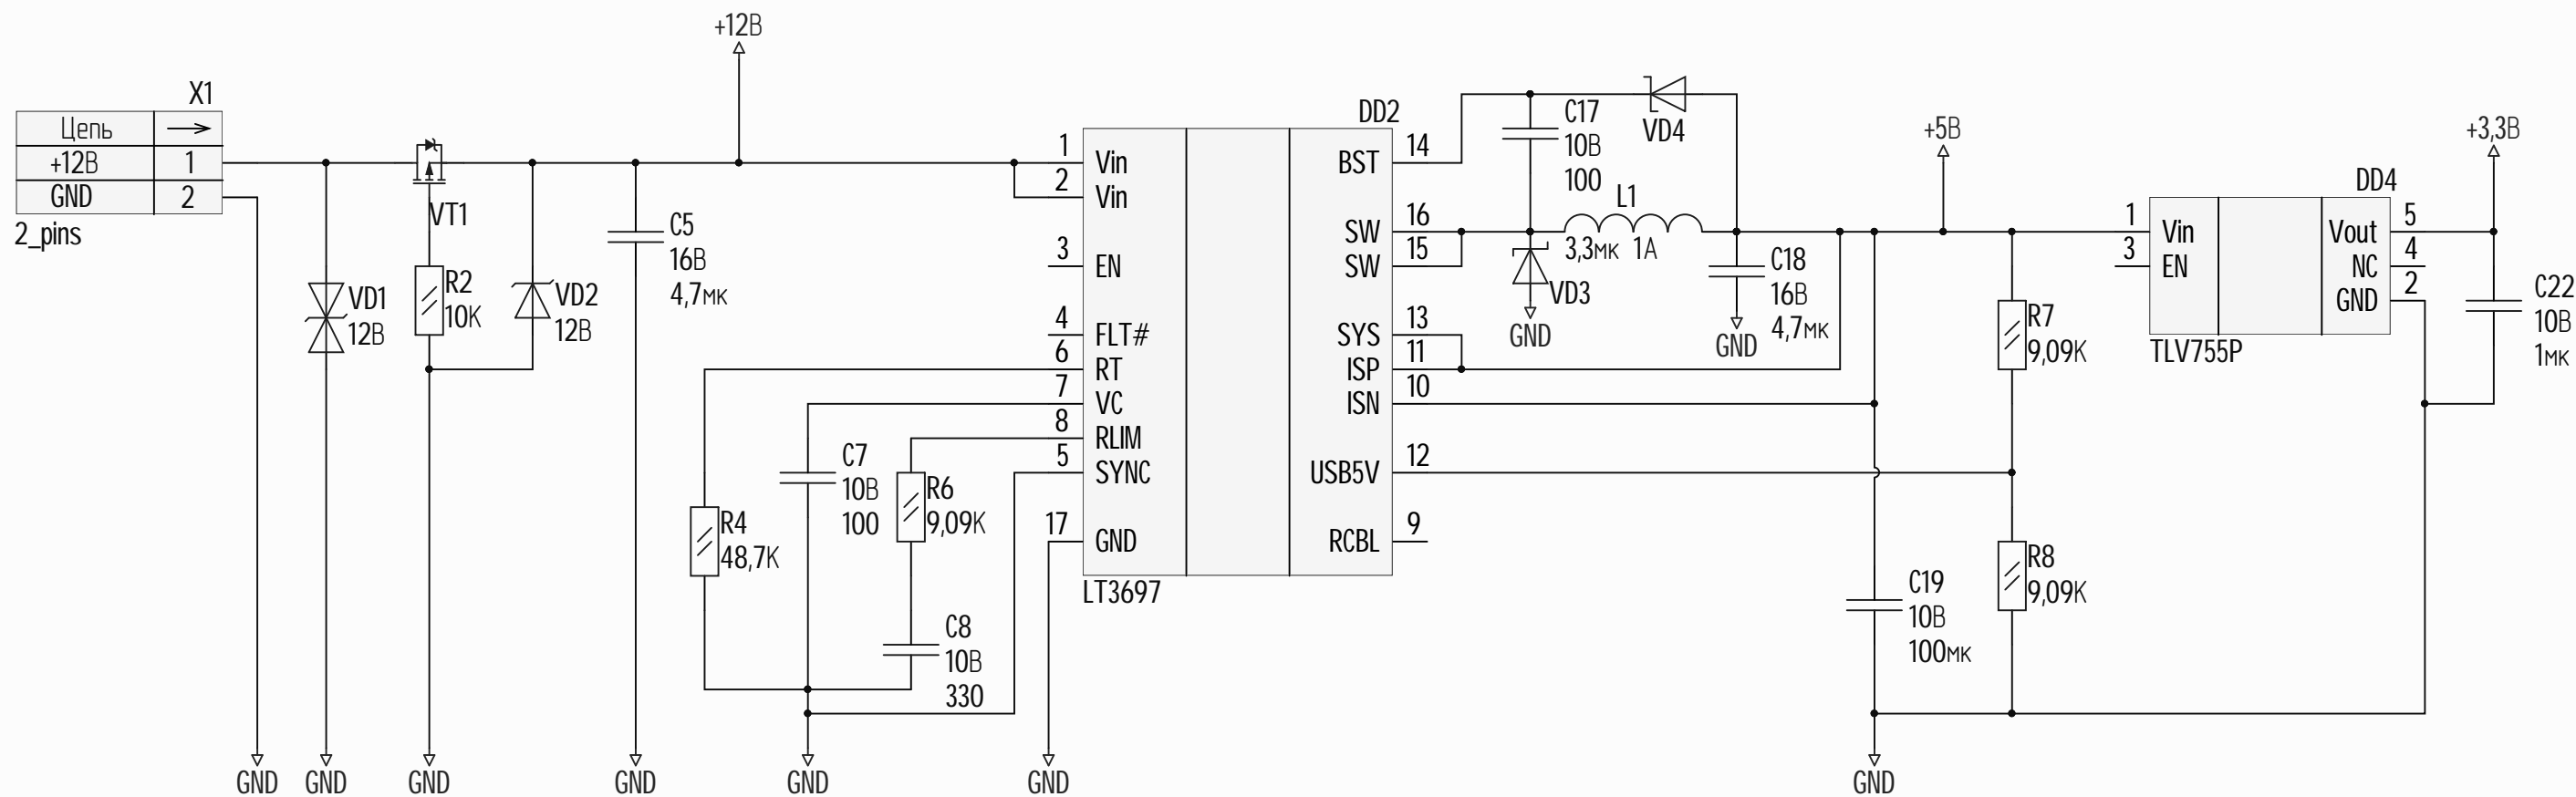 +12В
X1
Цепь
+12В 1
GND 2
2_pins
VT1
VD1
12В
R2
10К
VD2
12В
C5
16В
4,7мк
GND
GND
GND
GND
R4
48,7К
C7
10В
100
R6
9,09К
C8
10В
330
GND
GND
DD2
1 Vin
2 Vin
3 EN
4 FLT#
6 RT
7 VC
8 RLIM
5 SYNC
17 GND
BST 14
SW 16
SW 15
SYS 13
ISP 11
ISN 10
USB5V 12
RCBL 9
LT3697
C17
10В
100
VD4
L1
3,3мк 1А
VD3
GND
C18
16В
4,7мк
GND
+5В
R7
9,09К
R8
9,09К
C19
10В
100мк
GND
DD4
1 Vin
3 EN
Vout 5
NC 4
GND 2
TLV755P
+3,3В
C22
10В
1мк